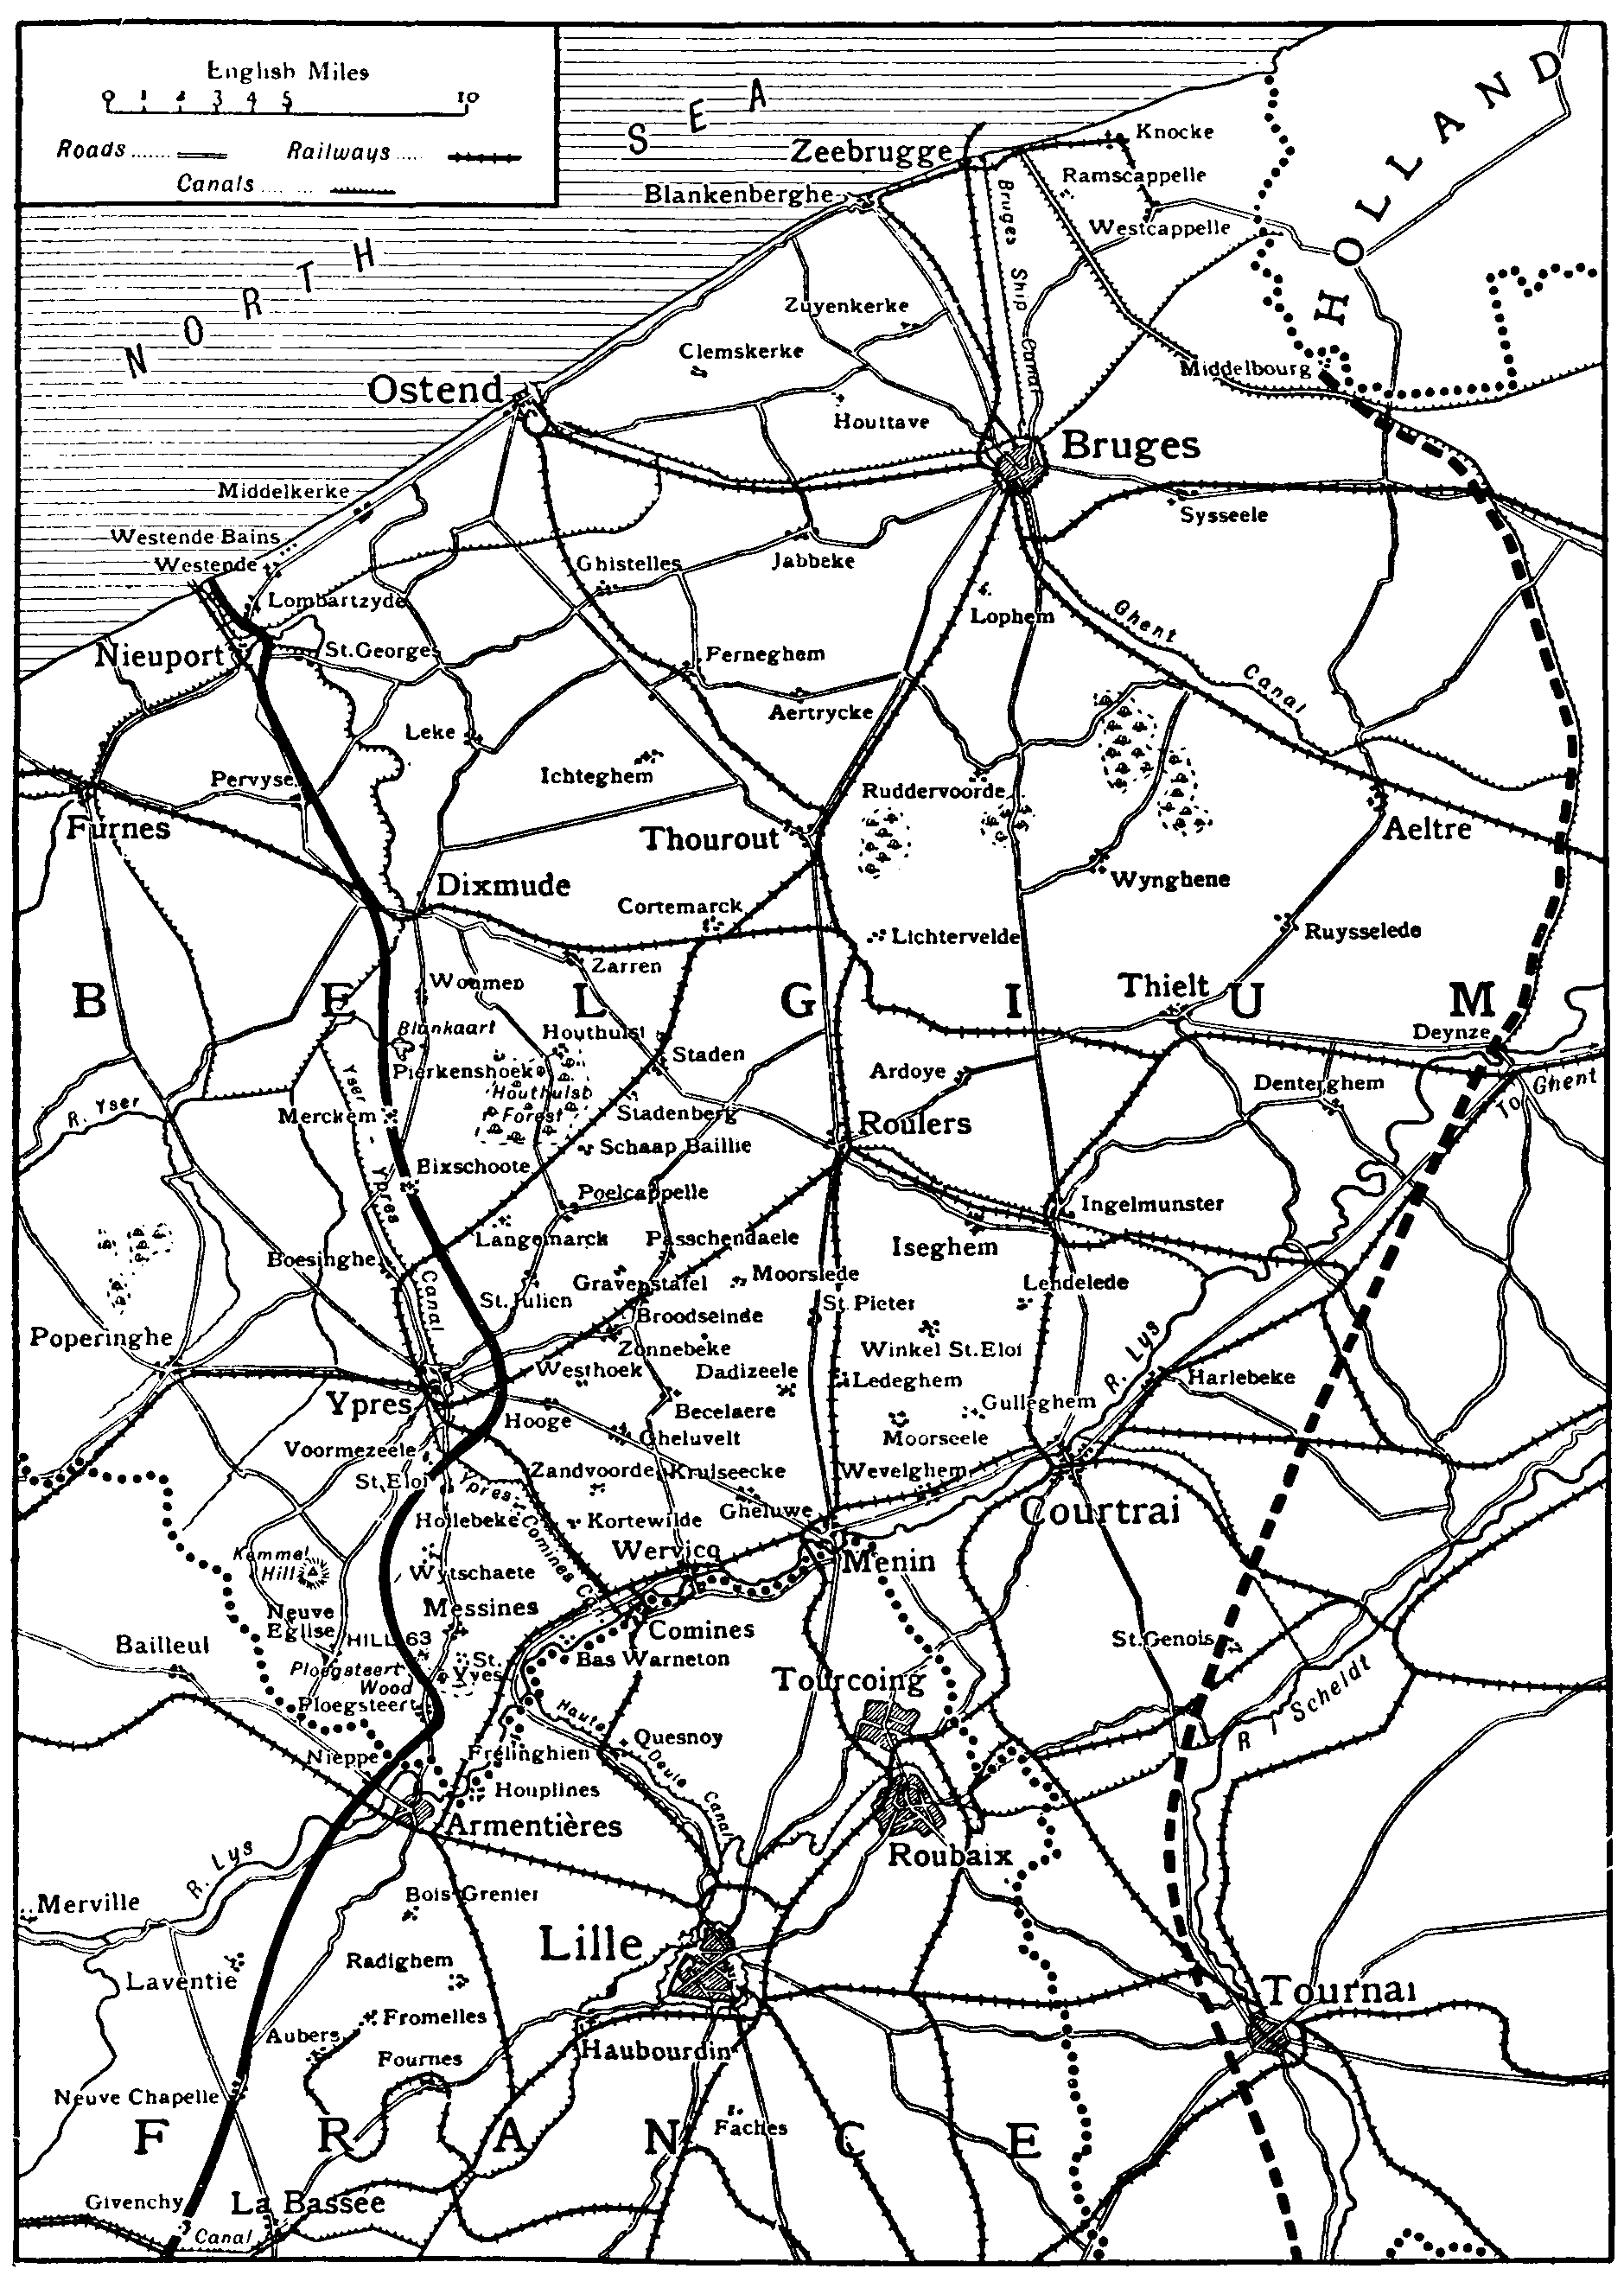 English Miles
0 1 2 3 4 5 10
Roads
Railways
Canals
NORTH SEA
HOLLAND
Knocke
Zeebrugge
Ramscappelle
Blankenberghe
Bruges Ship Canal
Westcappelle
Zuyenkerke
Clemskerke
Middelbourg
Ostend
Houttave
Bruges
Middelkerke
Sysseele
Westende Bains
Westende
Ghistelles
Jabbeke
Lombartzyde
Lophem
Ghent Canal
Nieuport
St.Georges
Ferneghem
Aertrycke
Leke
Pervyse
Ichteghem
Ruddervoorde
Furnes
Thourout
Aeltre
Dixmude
Wynghene
Cortemarck
Lichtervelde
Ruysselede
Zarren
Woumen
Thielt
BELGIUM
Blankaart
Houthulst
Deynze
Staden
Pierkenshoek
Ardoye
Denterghem
To Ghent
Houthulst
Forest
R. Yser
Merckem
Stadenberg
Roulers
Yser - Ypres Canal
Schaap Baillie
Bixschoote
Poelcappelle
Ingelmunster
Langemarck
Passchendaele
Iseghem
Boesinghe
Gravenstafel
Moorslede
Lendelede
St.Julien
St.Pieter
Broodseinde
Poperinghe
Zonnebeke
Winkel St.Eloi
R. Lys
Westhoek
Dadizeele
Ledeghem
Harlebeke
Ypres
Hooge
Becelaere
Gulleghem
Gheluvelt
Moorseele
Voormezeele
St.Eloi
Zandvoorde
Kruiseecke
Wevelghem
Ypres-Comines Can.
Hollebeke
Kortewilde
Gheluwe
Courtrai
Wervicq
Menin
Kemmel
Hill
Wytschaete
Neuve
Eglise
Messines
Comines
Bailleul
HILL 63
St.Genois
St.
Yves
Bas Warneton
Ploegsteert
Wood
Tourcoing
Ploegsteert
R. Scheldt
Haute Deule Canal
Quesnoy
Nieppe
Frelinghien
Houplines
Armentières
Roubaix
R. Lys
Merville
Bois Grenier
Lille
Radighem
Laventie
Tournai
Fromelles
Aubers
Haubourdin
Fournes
Neuve Chapelle
Faches
FRANCE
Givenchy
La Bassée
Canal